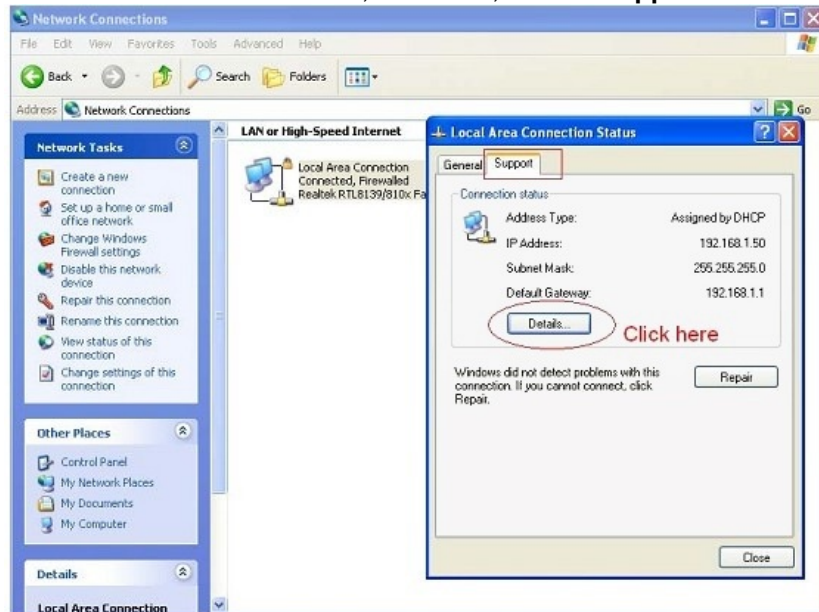 Network Connections
File Edit View Favorites Tools Advanced Help
Back Search Folders
Address Network Connections Go
Network Tasks
Create a new
connection
Set up a home or small
office network
Change Windows
Firewall settings
Disable this network
device
Repair this connection
Rename this connection
View status of this
connection
Change settings of this
connection
Other Places
Control Panel
My Network Places
My Documents
My Computer
Details
Local Area Connection
LAN or High-Speed Internet
Local Area Connection
Connected, Firewalled
Realtek RTL8139/810x Fa
Local Area Connection Status
General Support
Connection status
Address Type: Assigned by DHCP
IP Address: 192.168.1.50
Subnet Mask: 255.255.255.0
Default Gateway: 192.168.1.1
Details... Click here
Windows did not detect problems with this
connection. If you cannot connect, click
Repair.
Repair
Close